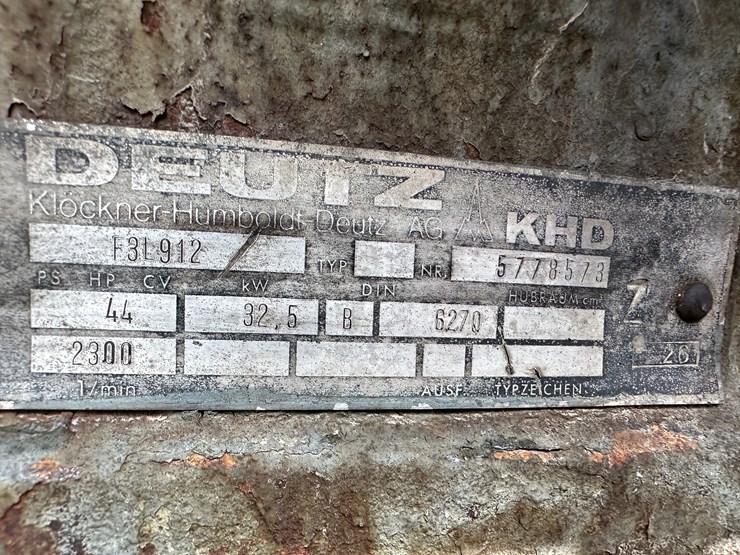 DEUTZ
Klöckner-Humboldt-Deutz AG KHD
F3L912 TYP NR. 5778573
PS HP CV kW DIN HUBRAUM cm³
44 32,5 B 6270 Z
2300 26
1/min AUSF. TYPZEICHEN